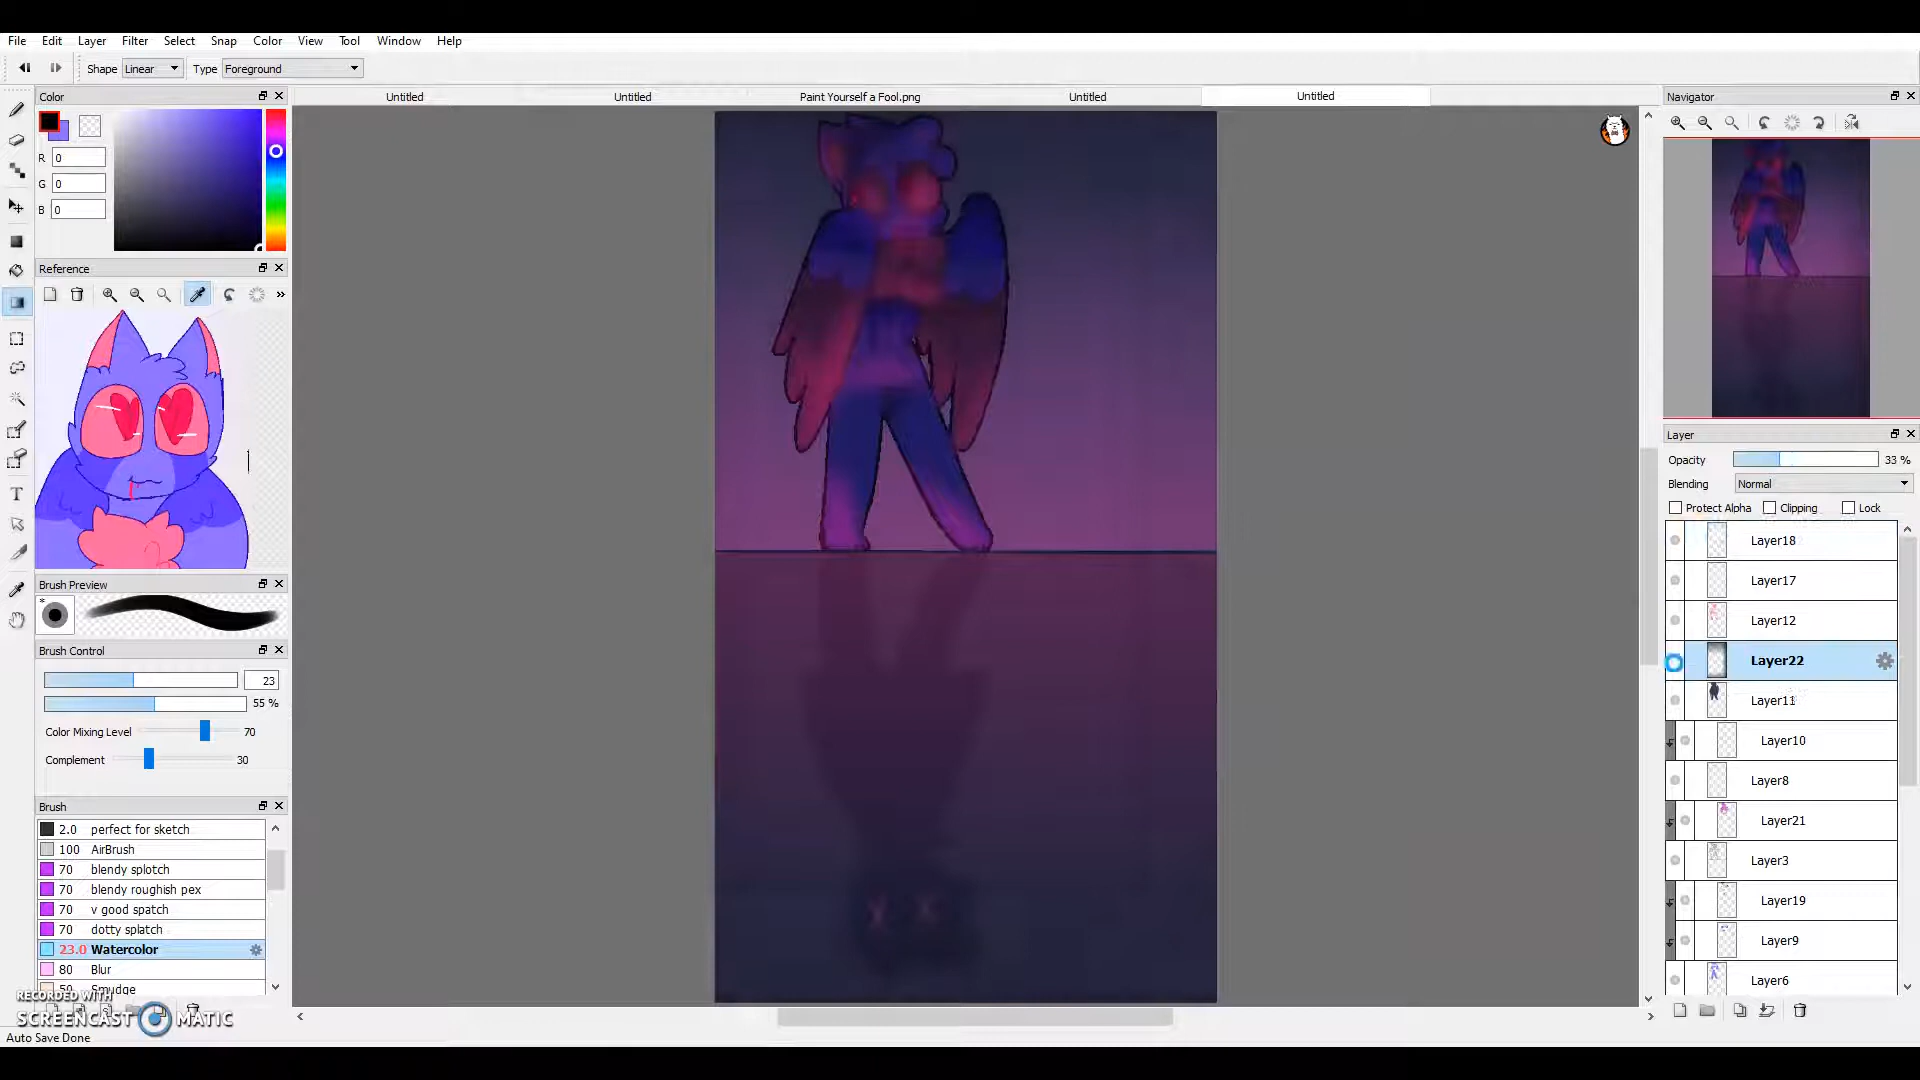 File Edit Layer Filter Select Snap Color View Tool Window Help
Shape Linear Type Foreground
Color
Untitled Untitled Paint Yourself a Fool.png Untitled Untitled
Navigator
R 0
G 0
B 0
Reference
Layer
Opacity 33 %
Blending Normal
Protect Alpha Clipping Lock
Layer18
Layer17
Layer12
Layer22
Layer11
Layer10
Layer8
Layer21
Layer3
Layer19
Layer9
Layer6
Brush Preview
*
Brush Control
23
55 %
Color Mixing Level 70
Complement 30
Brush
2.0 perfect for sketch
100 AirBrush
70 blendy splotch
70 blendy roughish pex
70 v good spatch
70 dotty splatch
23.0 Watercolor
80 Blur
50 Smudge
RECORDED WITH
SCREENCAST MATIC
Auto Save Done